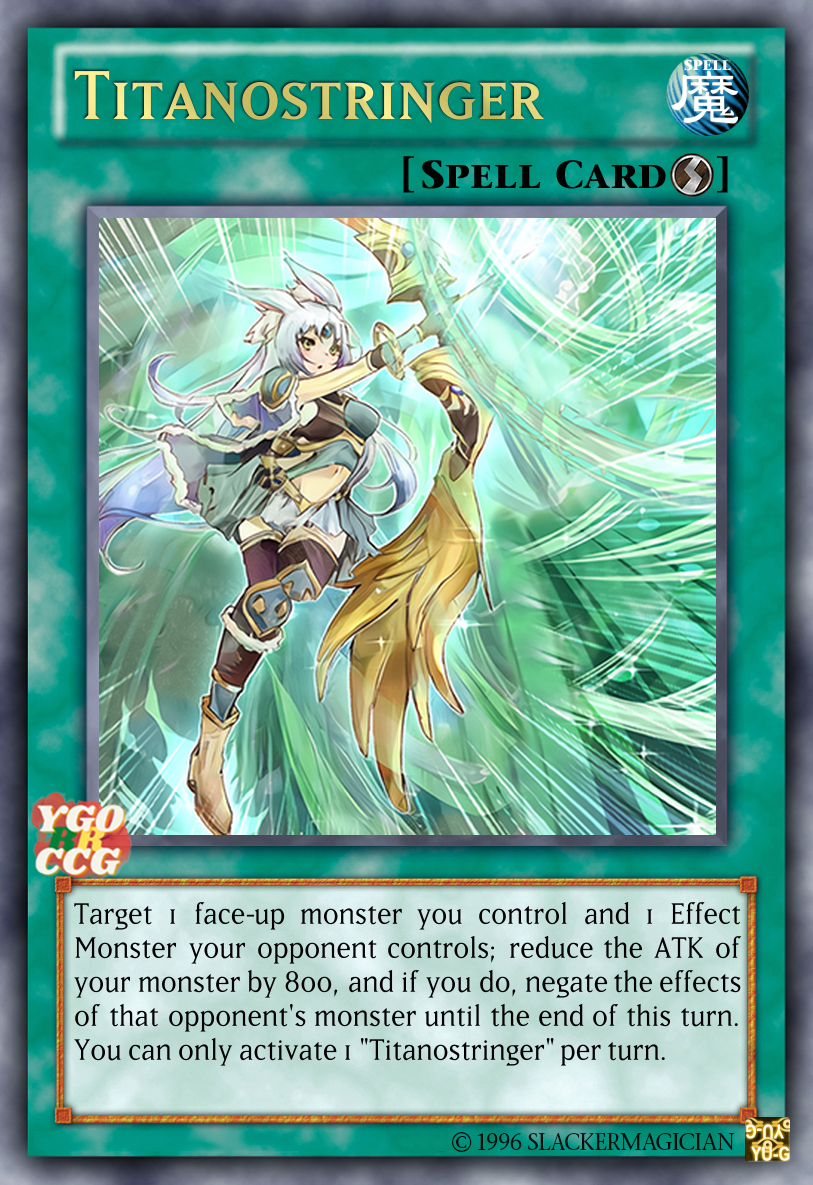 TITANOSTRINGER
SPELL
魔
[SPELL CARD]
YGO
RR
CCG
Target 1 face-up monster you control and 1 Effect
Monster your opponent controls; reduce the ATK of
your monster by 800, and if you do, negate the effects
of that opponent's monster until the end of this turn.
You can only activate 1 "Titanostringer" per turn.
© 1996 SLACKERMAGICIAN
YU-G